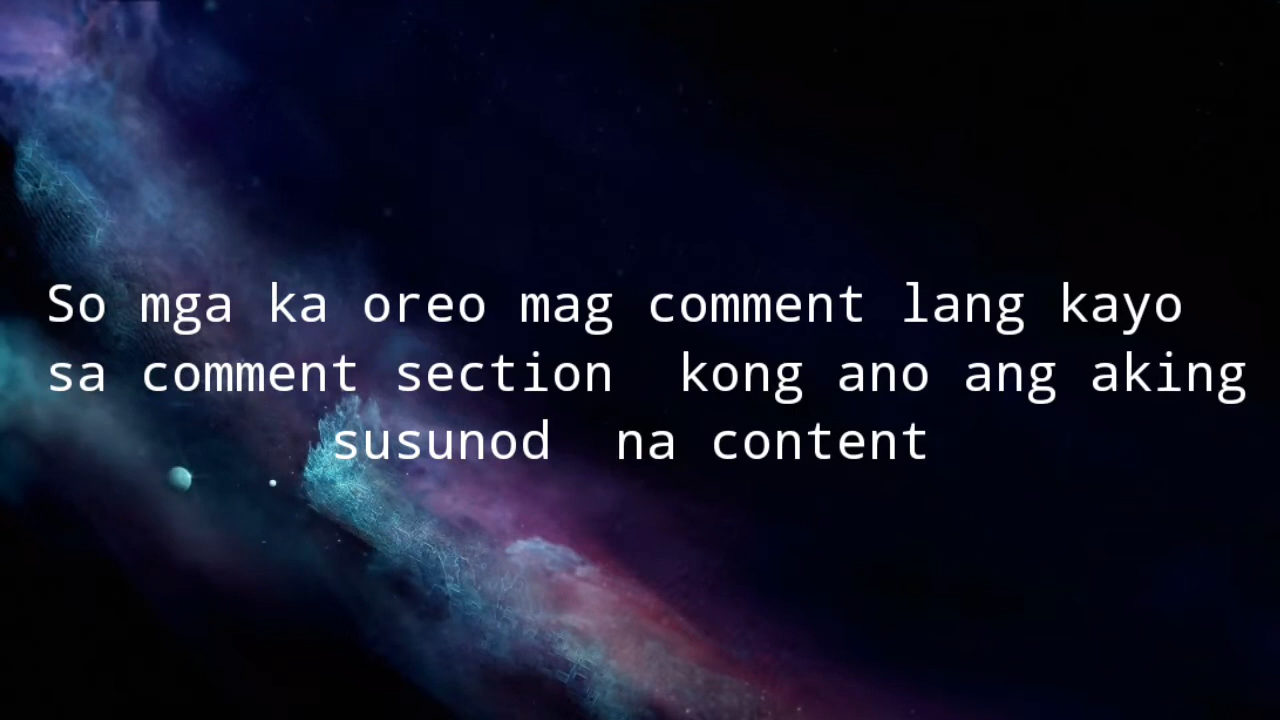 So mga ka oreo mag comment lang kayo
sa comment section  kong ano ang aking
susunod  na content